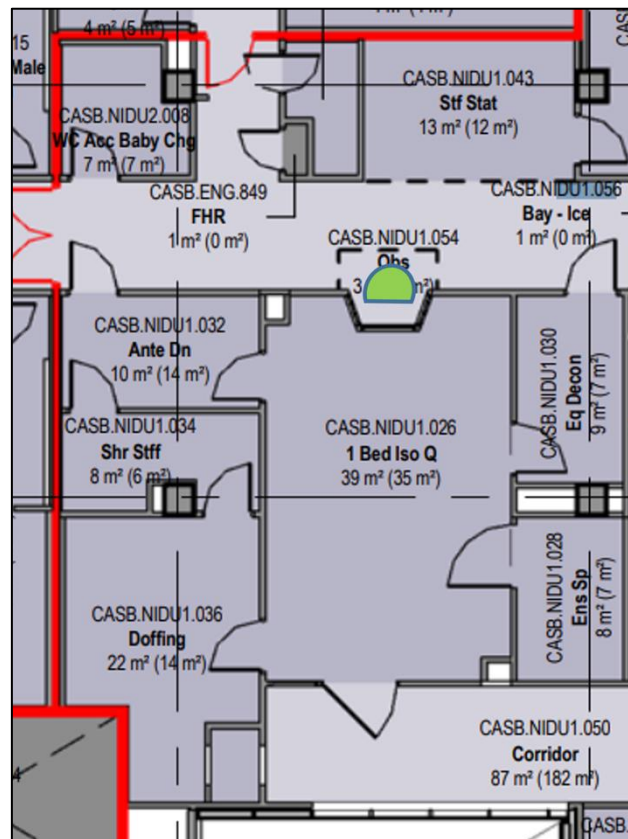 4 m² (5 m²)
15
Male
CASB.NIDU1.043
Stf Stat
13 m² (12 m²)
CASB.NIDU2.008
WC Acc Baby Chg
7 m² (7 m²)
CASB.ENG.849
FHR
1 m² (0 m²)
CASB.NIDU1.056
Bay - Ice
1 m² (0 m²)
CASB.NIDU1.054
Obs
3
CASB.NIDU1.032
Ante Dn
10 m² (14 m²)
CASB.NIDU1.030
Eq Decon
9 m² (7 m²)
CASB.NIDU1.034
Shr Stff
8 m² (6 m²)
CASB.NIDU1.026
1 Bed Iso Q
39 m² (35 m²)
CASB.NIDU1.028
Ens Sp
8 m² (7 m²)
CASB.NIDU1.036
Doffing
22 m² (14 m²)
CASB.NIDU1.050
Corridor
87 m² (182 m²)
4
CASB